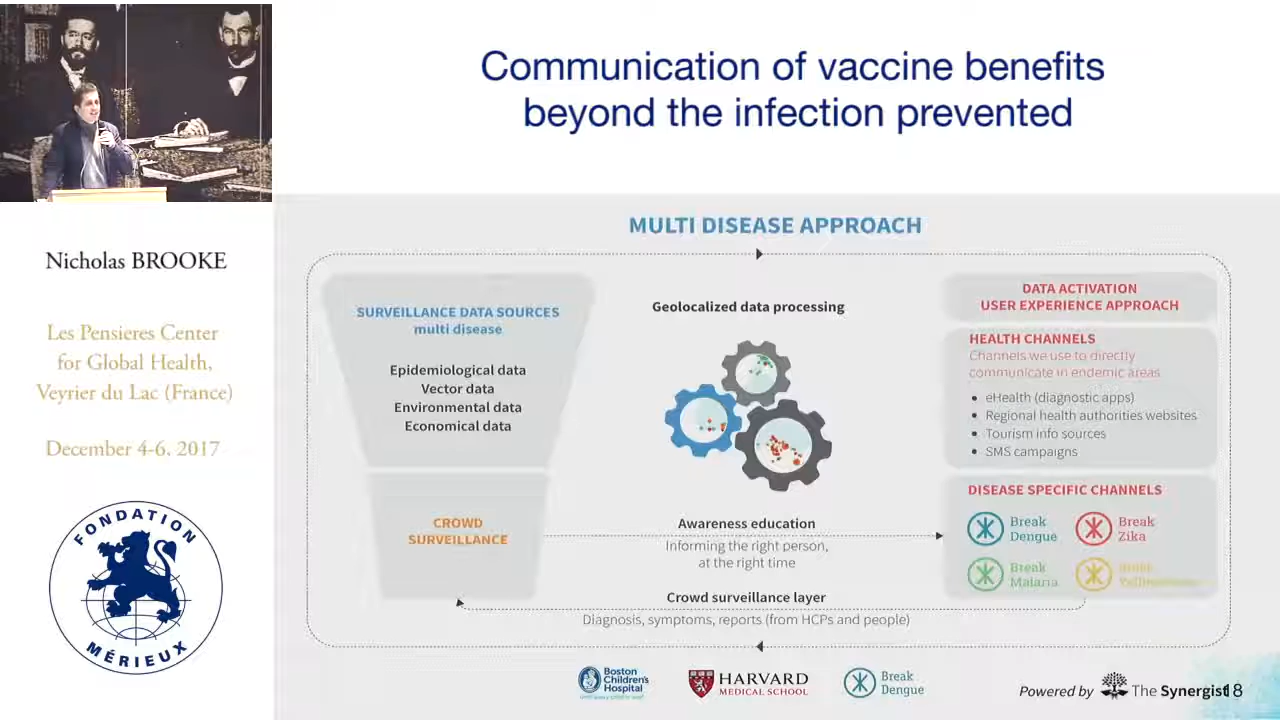 Communication of vaccine benefits
beyond the infection prevented
Nicholas BROOKE
Les Pensieres Center
for Global Health,
Veyrier du Lac (France)
December 4-6, 2017
FONDATION
MÉRIEUX
MULTI DISEASE APPROACH
SURVEILLANCE DATA SOURCES
multi disease
Epidemiological data
Vector data
Environmental data
Economical data
CROWD
SURVEILLANCE
Geolocalized data processing
Awareness education
Informing the right person,
at the right time
Crowd surveillance layer
Diagnosis, symptoms, reports (from HCPs and people)
DATA ACTIVATION
USER EXPERIENCE APPROACH
HEALTH CHANNELS
Channels we use to directly
communicate in endemic areas
• eHealth (diagnostic apps)
• Regional health authorities websites
• Tourism info sources
• SMS campaigns
DISEASE SPECIFIC CHANNELS
Break
Dengue
Break
Zika
Break
Malaria
Break
Boston
Children's
Hospital
HARVARD
MEDICAL SCHOOL
Break
Dengue
Powered by The Synergist
18